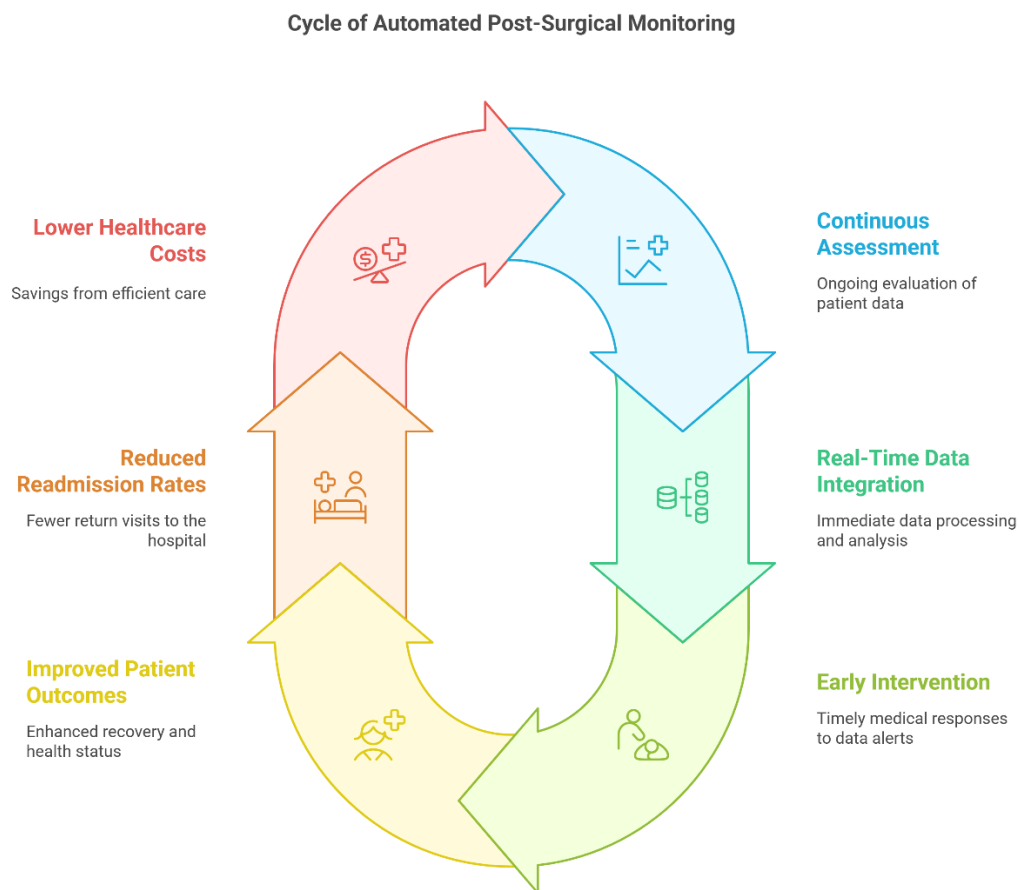 Cycle of Automated Post-Surgical Monitoring
Continuous
Assessment
Ongoing evaluation of
patient data
Real-Time Data
Integration
Immediate data processing
and analysis
Early Intervention
Timely medical responses
to data alerts
Improved Patient
Outcomes
Enhanced recovery and
health status
Reduced
Readmission Rates
Fewer return visits to the
hospital
Lower Healthcare
Costs
Savings from efficient care
$